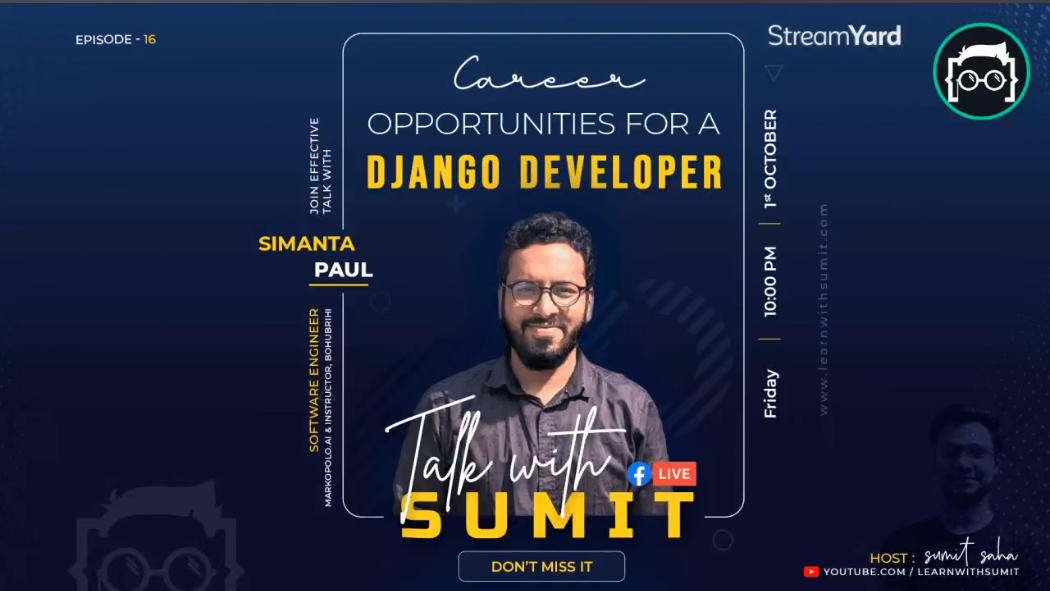 EPISODE - 16
StreamYard
Career
OPPORTUNITIES FOR A
DJANGO DEVELOPER
JOIN EFFECTIVE
TALK WITH
SIMANTA
PAUL
SOFTWARE ENGINEER
MARKOPOLO.AI & INSTRUCTOR, BOHUBRIHI
1st OCTOBER
10:00 PM
Friday
www.learnwithsumit.com
Talk with
LIVE
SUMIT
DON'T MISS IT
HOST : sumit saha
YOUTUBE.COM / LEARNWITHSUMIT